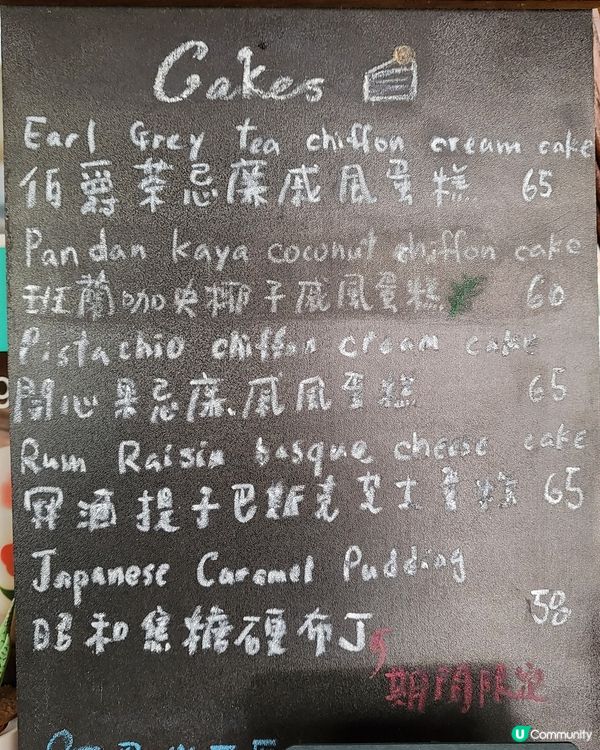 Cakes
Earl Grey tea chiffon cream cake
伯爵茶忌廉戚風蛋糕 65
Pandan kaya coconut chiffon cake
班蘭咖央椰子戚風蛋糕 60
Pistachio chiffon cream cake
開心果忌廉戚風蛋糕 65
Rum Raisin basque cheese cake
冧酒提子巴斯克芝士蛋糕 65
Japanese Caramel Pudding
昭和焦糖硬布丁 58
期間限定
U Community